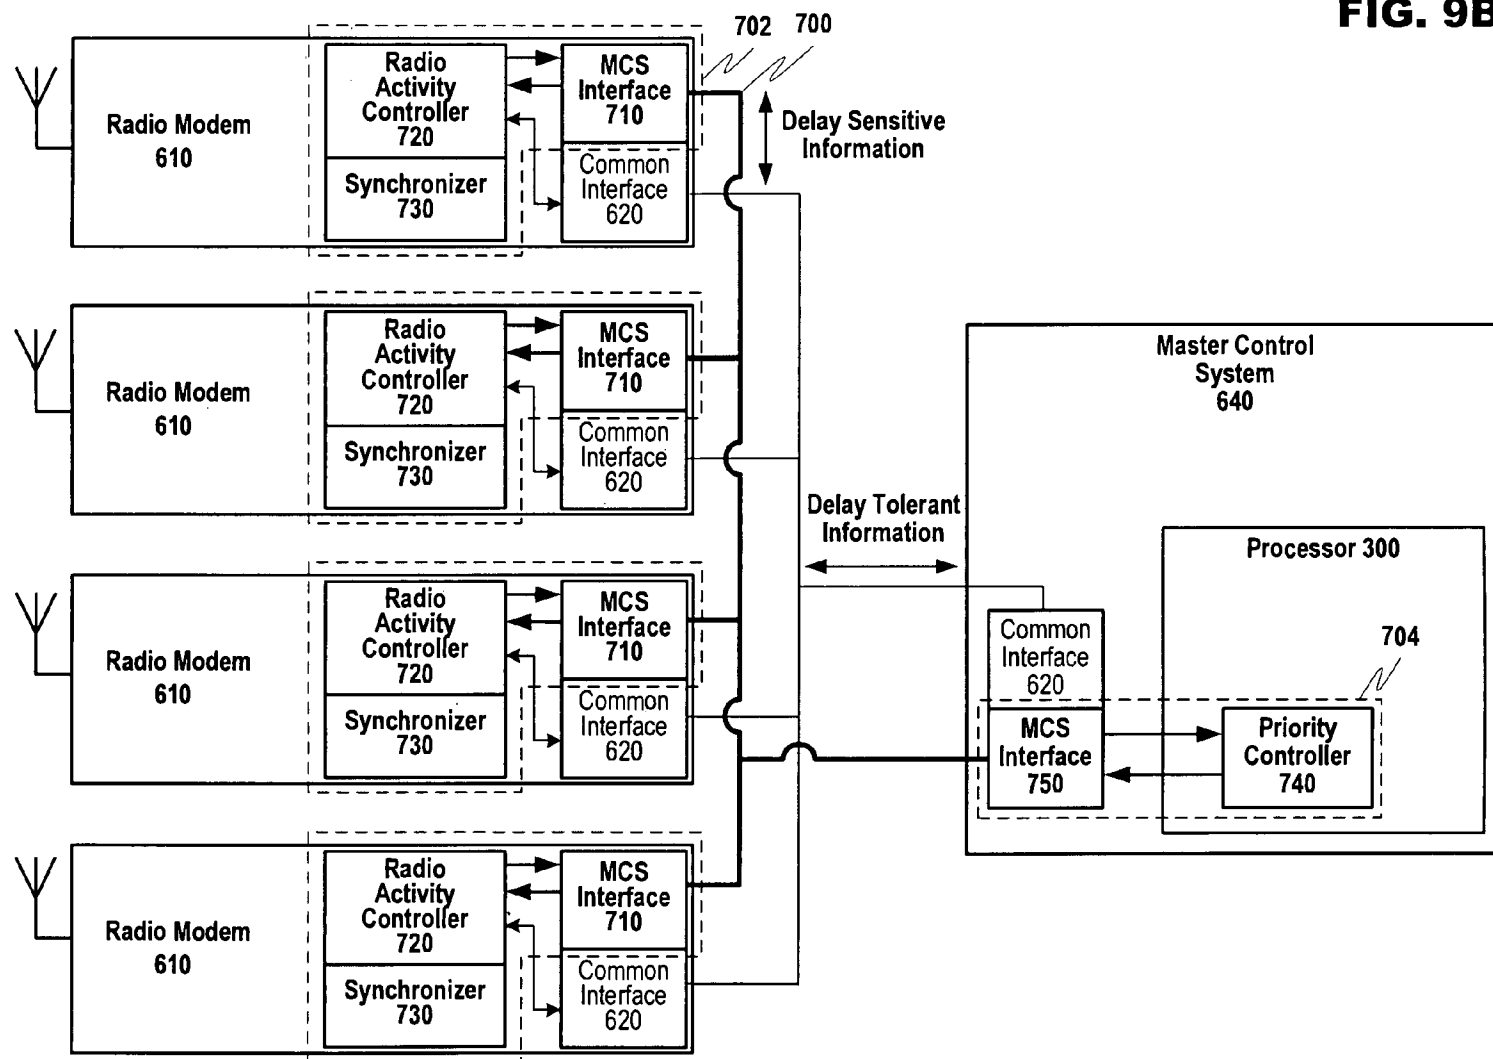 FIG. 9B
702
700
Radio Modem
610
Radio
Activity
Controller
720
Synchronizer
730
MCS
Interface
710
Common
Interface
620
Delay Sensitive
Information
Radio Modem
610
Radio
Activity
Controller
720
Synchronizer
730
MCS
Interface
710
Common
Interface
620
Delay Tolerant
Information
Radio Modem
610
Radio
Activity
Controller
720
Synchronizer
730
MCS
Interface
710
Common
Interface
620
Radio Modem
610
Radio
Activity
Controller
720
Synchronizer
730
MCS
Interface
710
Common
Interface
620
Master Control
System
640
Processor 300
704
Common
Interface
620
MCS
Interface
750
Priority
Controller
740